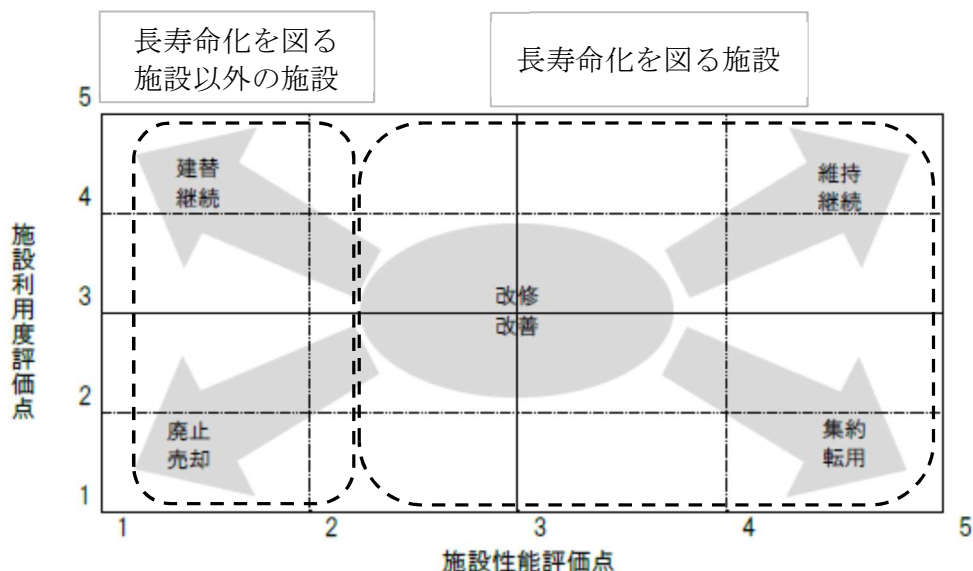 長寿命化を図る
施設以外の施設
長寿命化を図る施設
5
4
3
2
1
施設利用度評価点
建替
継続
維持
継続
改修
改善
廃止
売却
集約
転用
1
2
3
4
5
施設性能評価点